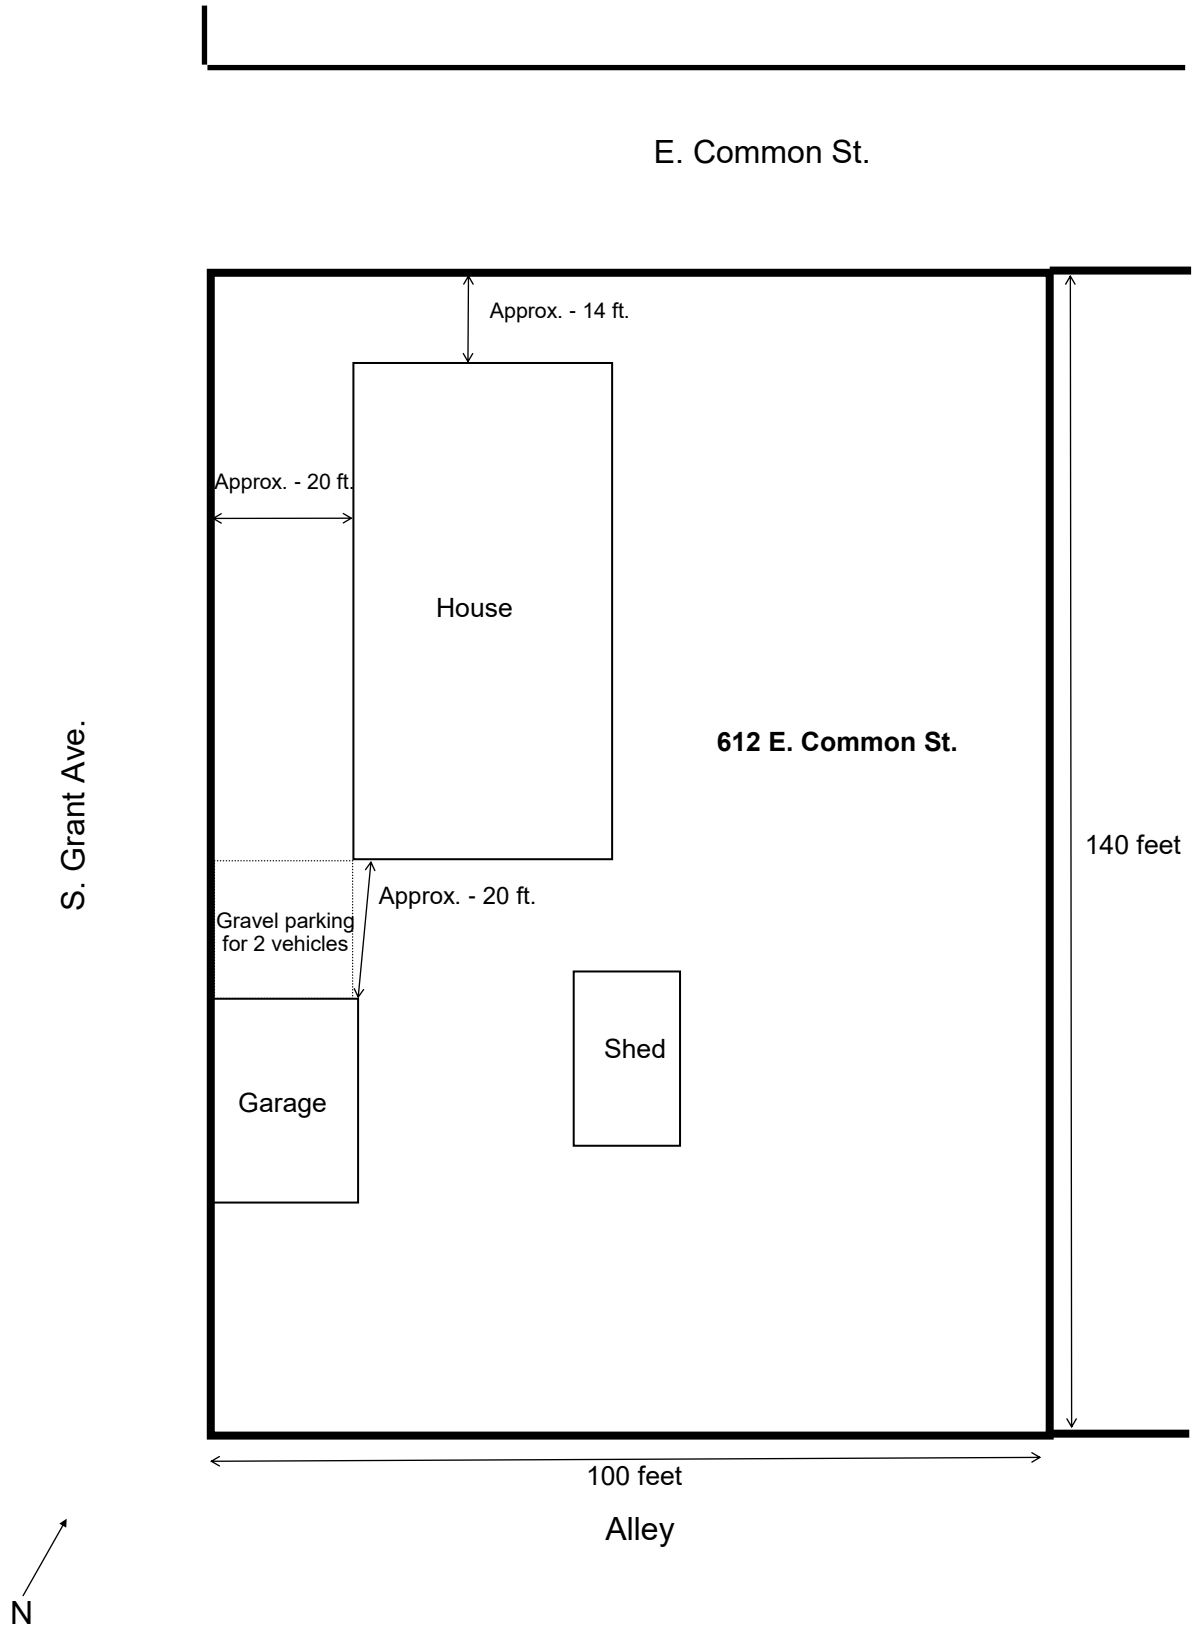 E. Common St.
Approx. - 14 ft.
Approx. - 20 ft.
House
612 E. Common St.
S. Grant Ave.
140 feet
Approx. - 20 ft.
Gravel parking
for 2 vehicles
Shed
Garage
100 feet
Alley
N